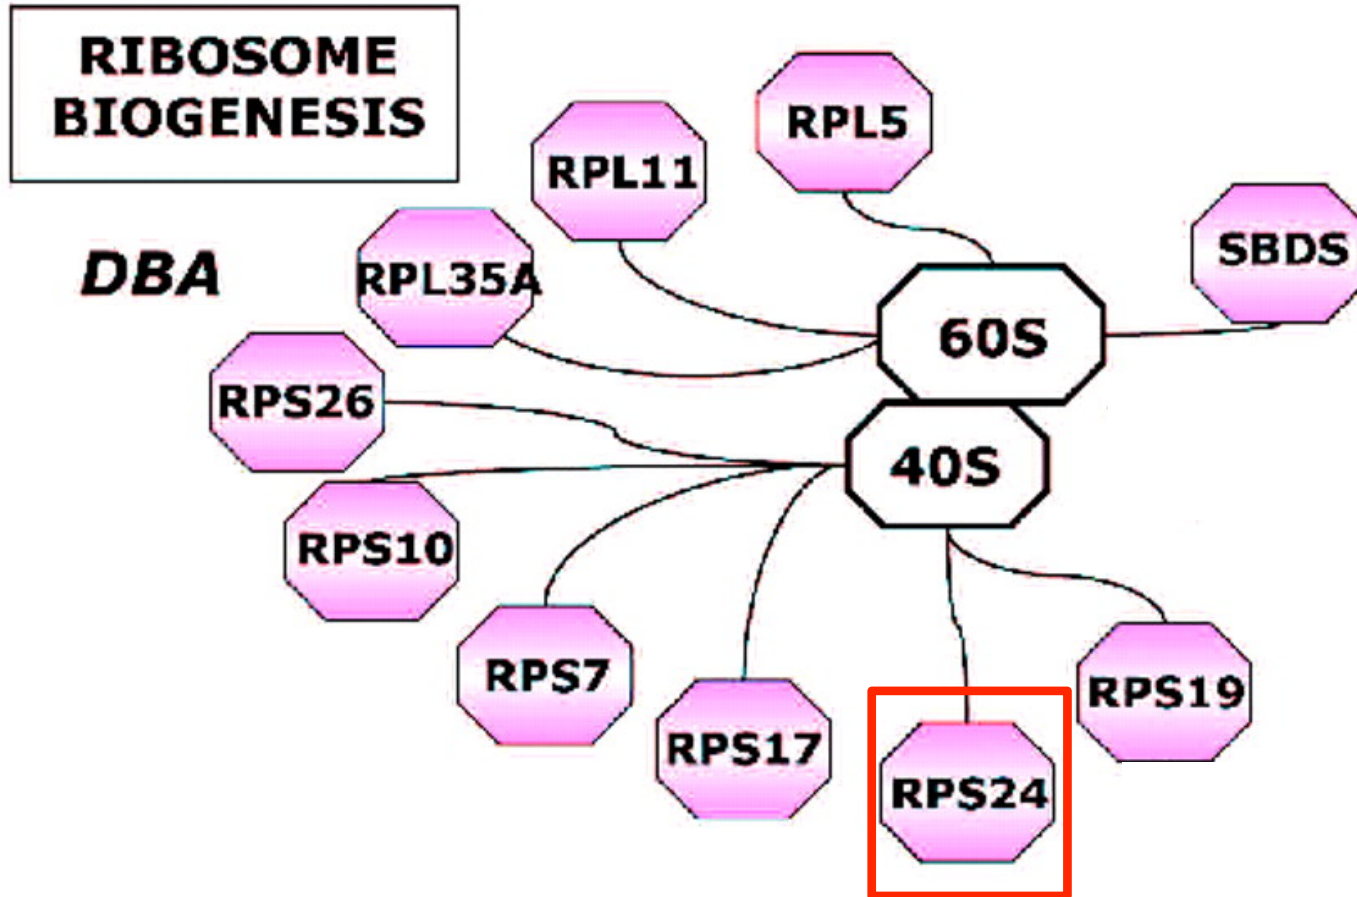 RIBOSOME
BIOGENESIS
RPL5
RPL11
SBDS
DBA
RPL35A
60S
RPS26
40S
RPS10
RPS7
RPS19
RPS17
RPS24